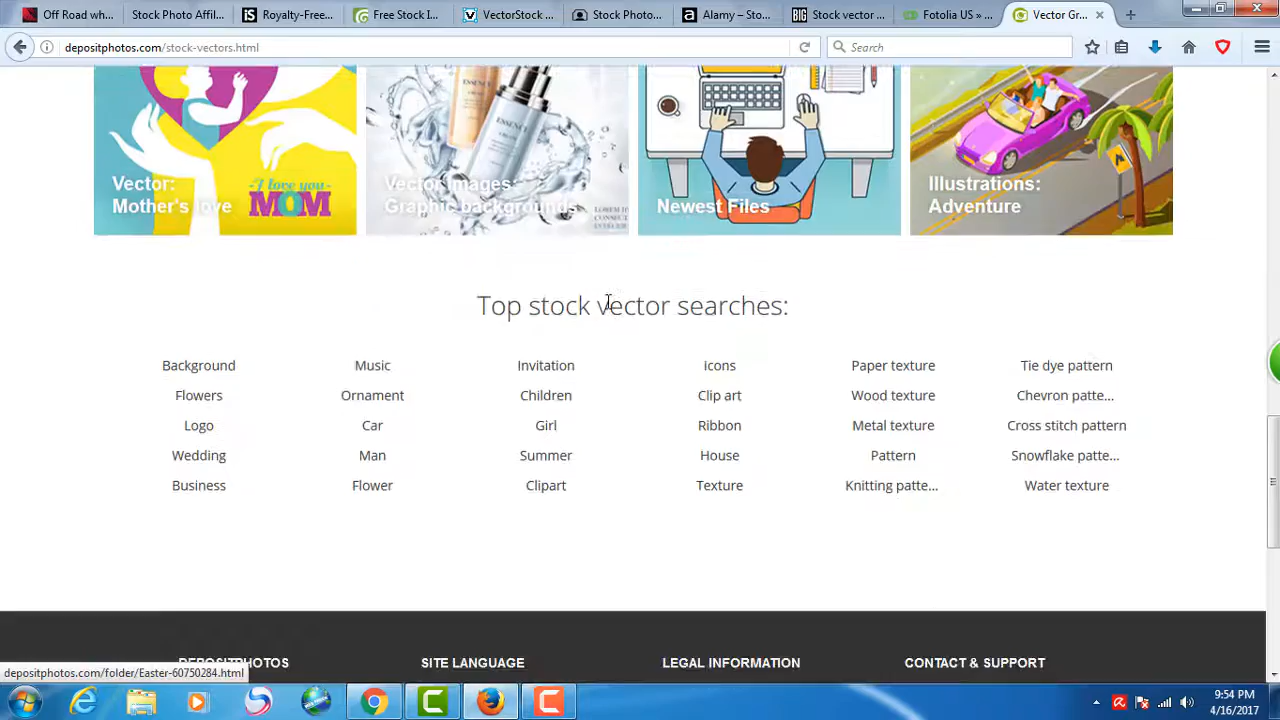 Off Road wh...
Stock Photo Affil...
iS Royalty-Free...
Free Stock I...
VectorStock ...
Stock Photo...
a Alamy – Sto...
BIG Stock vector ...
Fotolia US » ...
Vector Gr...
depositphotos.com/stock-vectors.html
Search
ESSENCE
ESSENCE
Vector:
Mother's love
I love you
MOM
Vector images
Graphic backgrounds
Newest Files
Illustrations:
Adventure
Top stock vector searches:
Background Music Invitation Icons Paper texture Tie dye pattern
Flowers Ornament Children Clip art Wood texture Chevron patte...
Logo Car Girl Ribbon Metal texture Cross stitch pattern
Wedding Man Summer House Pattern Snowflake patte...
Business Flower Clipart Texture Knitting patte... Water texture
DEPOSITPHOTOS SITE LANGUAGE LEGAL INFORMATION CONTACT & SUPPORT
depositphotos.com/folder/Easter-60750284.html
9:54 PM
4/16/2017